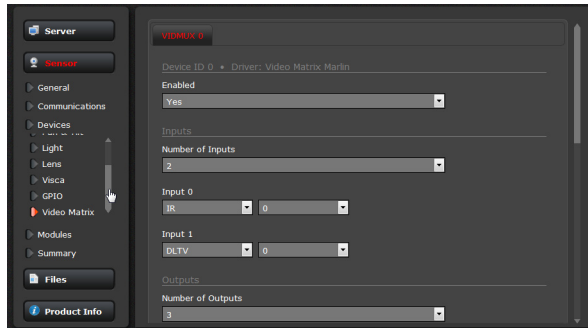 Server
Sensor
General
Communications
Devices
Light
Lens
Visca
GPIO
Video Matrix
Modules
Summary
Files
Product Info
VIDMUX 0
Device ID 0 • Driver: Video Matrix Marlin
Enabled
Yes
Inputs
Number of Inputs
2
Input 0
IR 0
Input 1
DLTV 0
Outputs
Number of Outputs
3